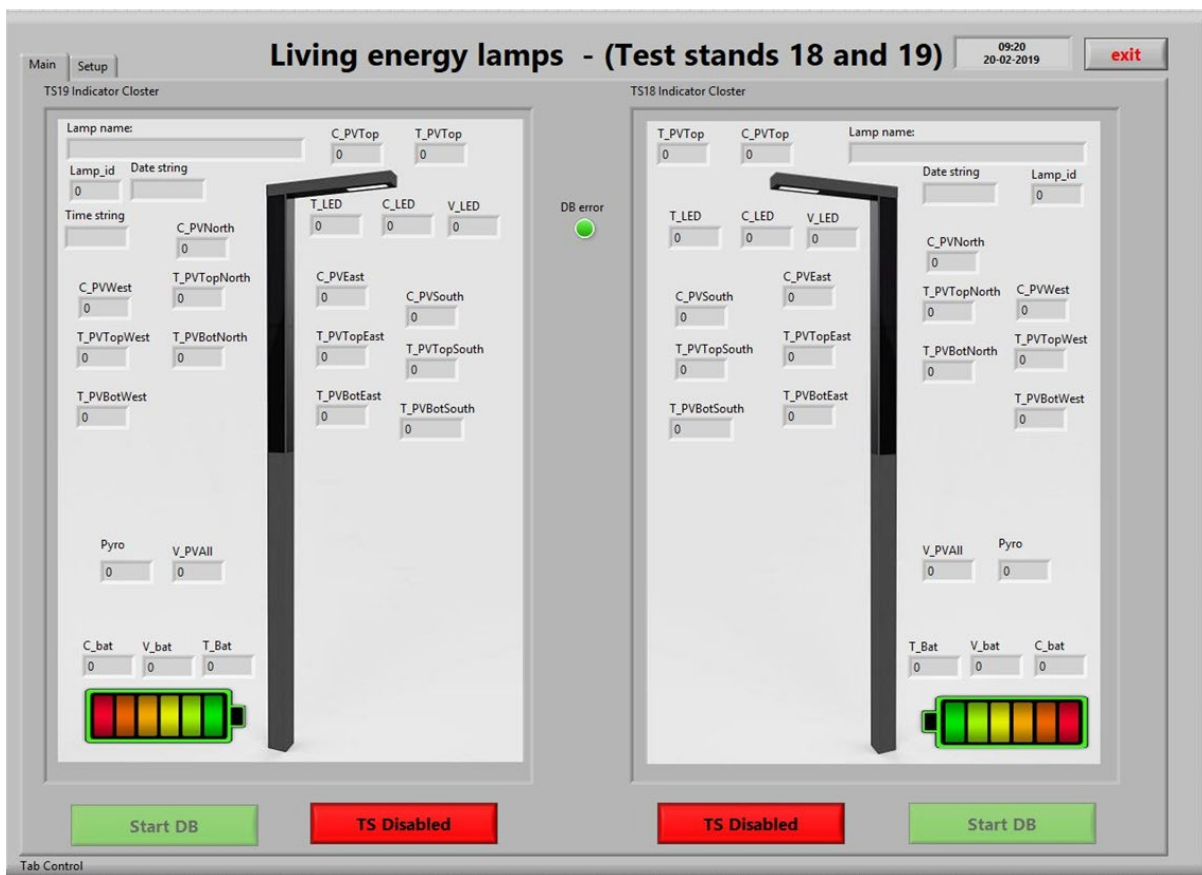 Living energy lamps - (Test stands 18 and 19)
09:20
20-02-2019
exit
Main
Setup
TS19 Indicator Closter
Lamp name:
C_PVTop
T_PVTop
0
0
Lamp_id
Date string
0
Time string
T_LED
C_LED
V_LED
0
0
0
C_PVNorth
0
C_PVWest
T_PVTopNorth
0
0
C_PVEast
0
C_PVSouth
0
T_PVTopWest
T_PVBotNorth
0
0
T_PVTopEast
0
T_PVTopSouth
0
T_PVBotWest
0
T_PVBotEast
0
T_PVBotSouth
0
Pyro
V_PVAll
0
0
C_bat
V_bat
T_Bat
0
0
0
Start DB
TS Disabled
DB error
TS18 Indicator Closter
T_PVTop
C_PVTop
0
0
Lamp name:
Date string
Lamp_id
0
T_LED
C_LED
V_LED
0
0
0
C_PVNorth
0
C_PVEast
0
C_PVSouth
0
T_PVTopNorth
C_PVWest
0
0
T_PVTopEast
0
T_PVTopSouth
0
T_PVBotNorth
T_PVTopWest
0
0
T_PVBotEast
0
T_PVBotSouth
0
T_PVBotWest
0
V_PVAll
Pyro
0
0
T_Bat
V_bat
C_bat
0
0
0
TS Disabled
Start DB
Tab Control